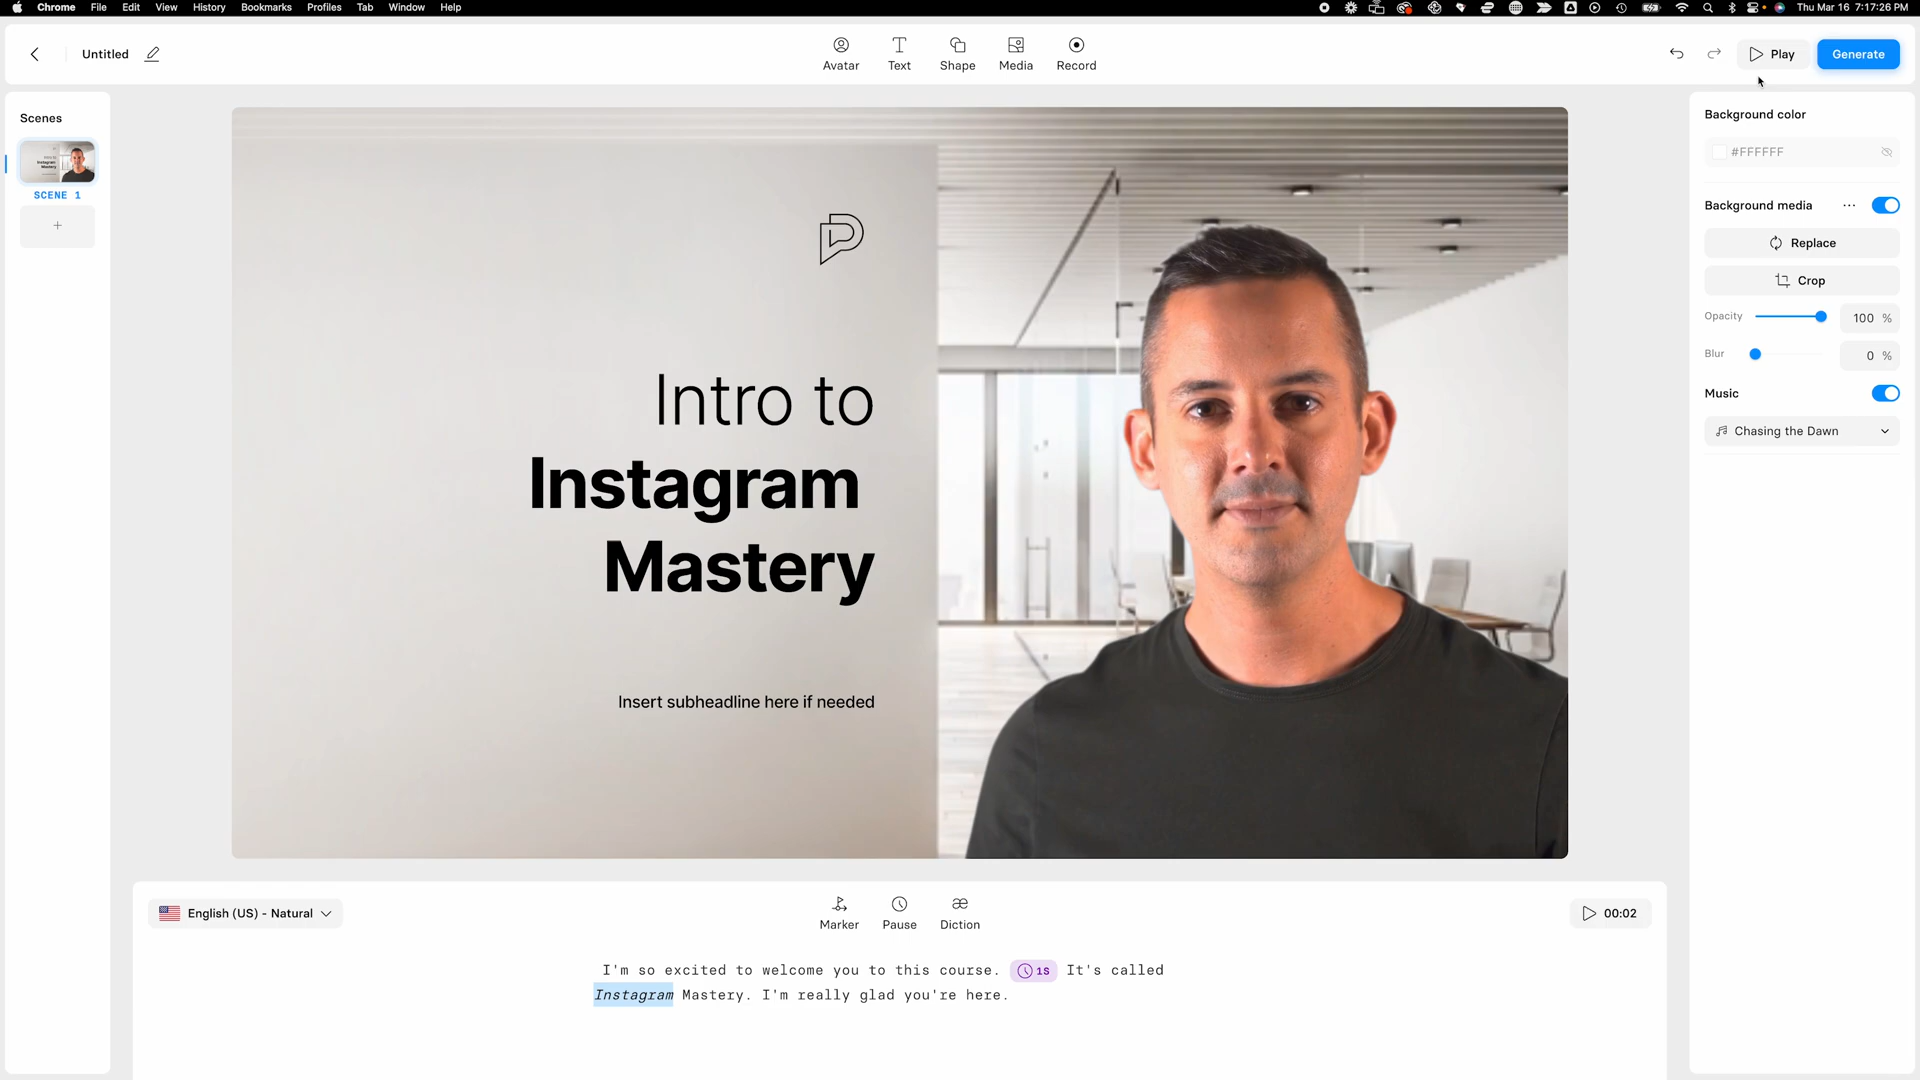 Chrome File Edit View History Bookmarks Profiles Tab Window Help Thu Mar 16 7:17:26 PM
Untitled
Avatar Text Shape Media Record
Play Generate
Scenes
SCENE 1
+
Intro to
Instagram
Mastery
Insert subheadline here if needed
Background color
#FFFFFF
Background media
Replace
Crop
Opacity 100 %
Blur 0 %
Music
Chasing the Dawn
English (US) - Natural
Marker Pause Diction
00:02
I'm so excited to welcome you to this course. 1S It's called
Instagram Mastery. I'm really glad you're here.